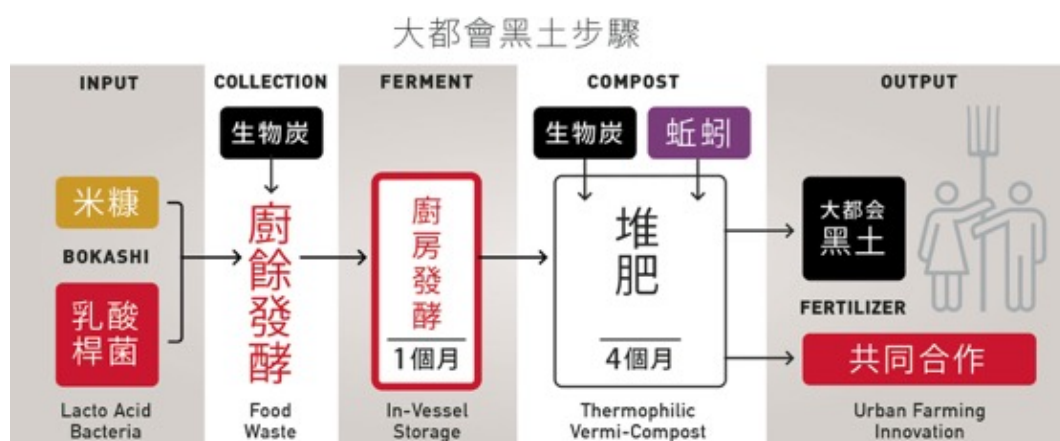 大都會黑土步驟
INPUT
米糠
BOKASHI
乳酸
桿菌
Lacto Acid
Bacteria
COLLECTION
生物炭
廚餘發酵
Food
Waste
FERMENT
廚房發酵
1個月
In-Vessel
Storage
COMPOST
生物炭
蚯蚓
堆肥
4個月
Thermophilic
Vermi-Compost
OUTPUT
大都会
黑土
FERTILIZER
共同合作
Urban Farming
Innovation